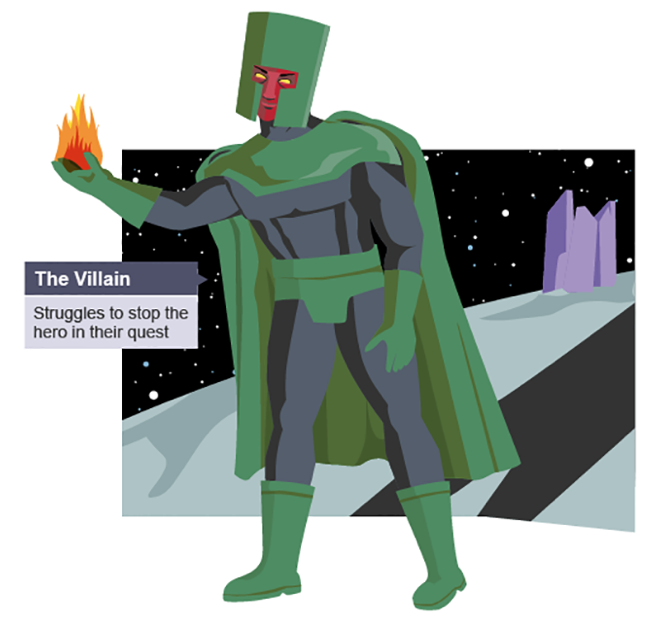 The Villain
Struggles to stop the
hero in their quest